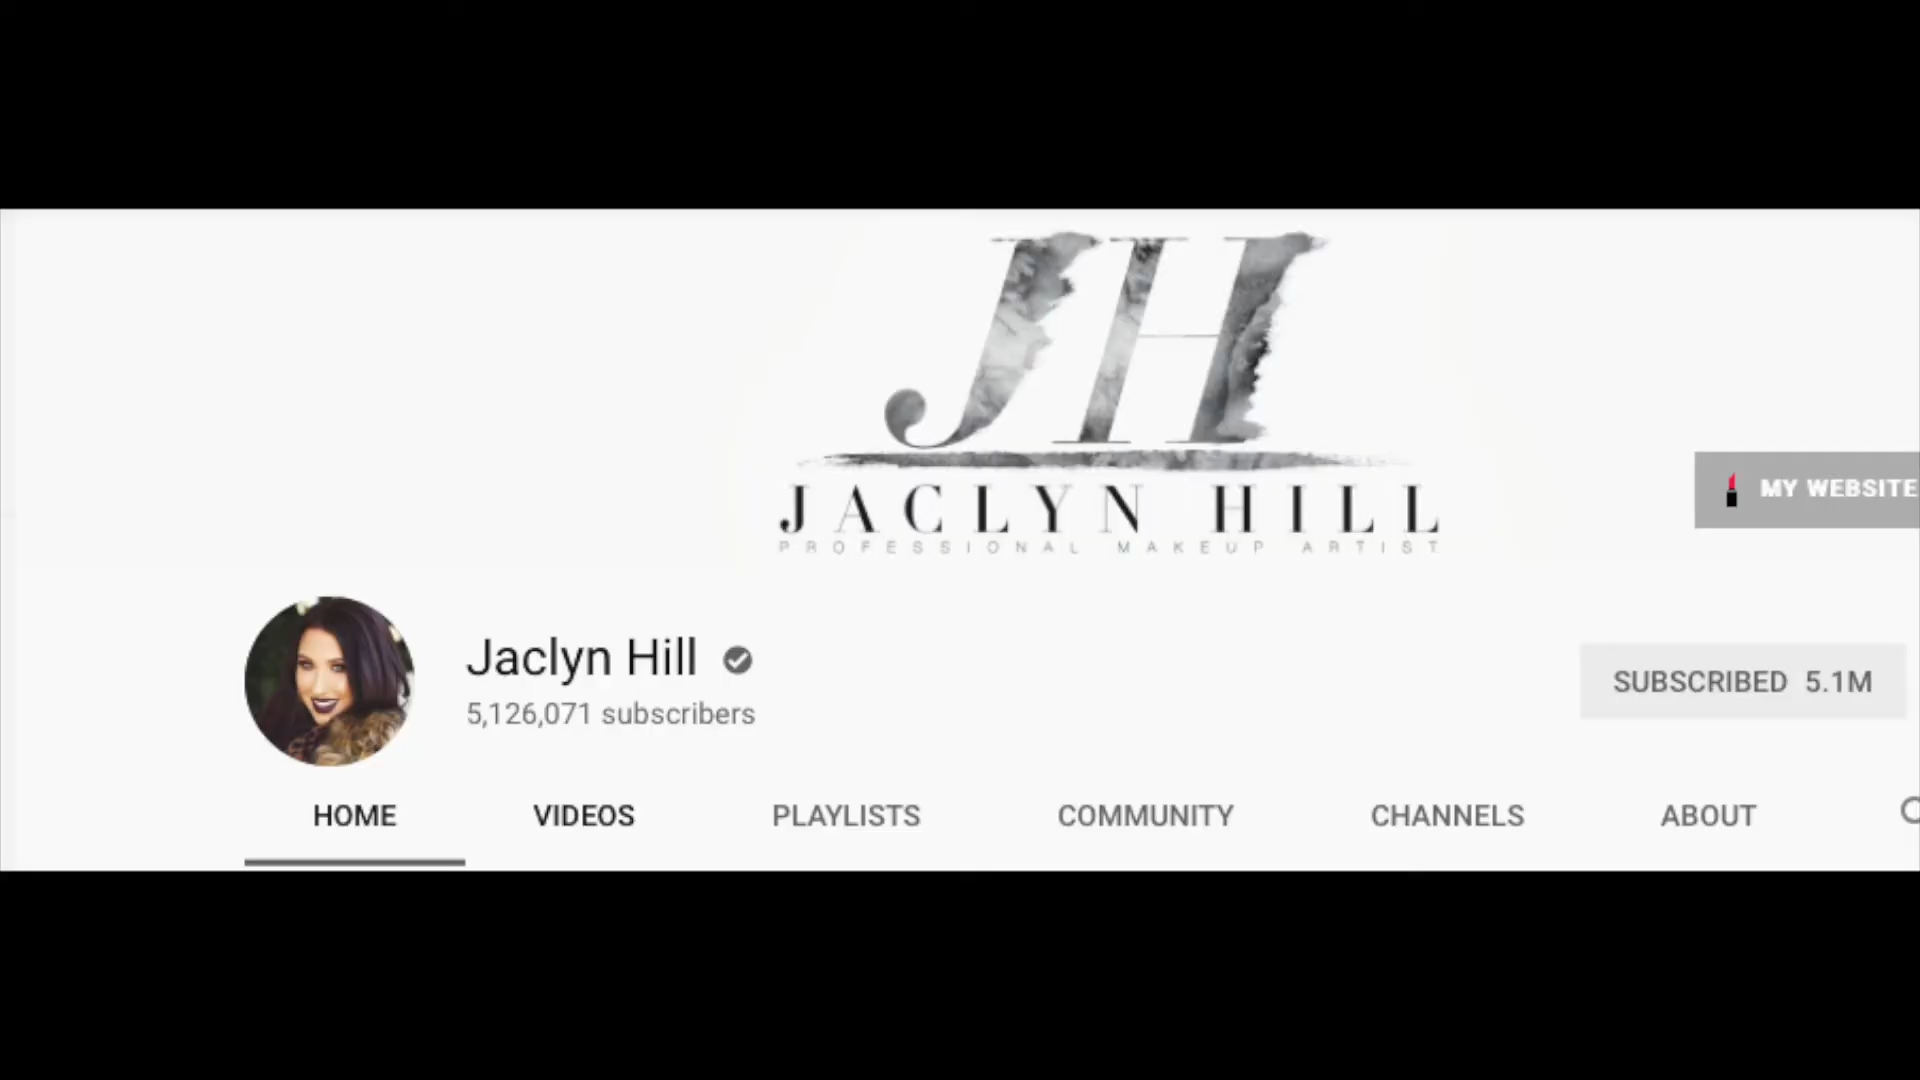 JH
JACLYN HILL
PROFESSIONAL MAKEUP ARTIST
MY WEBSITE
Jaclyn Hill
5,126,071 subscribers
SUBSCRIBED 5.1M
HOME VIDEOS PLAYLISTS COMMUNITY CHANNELS ABOUT